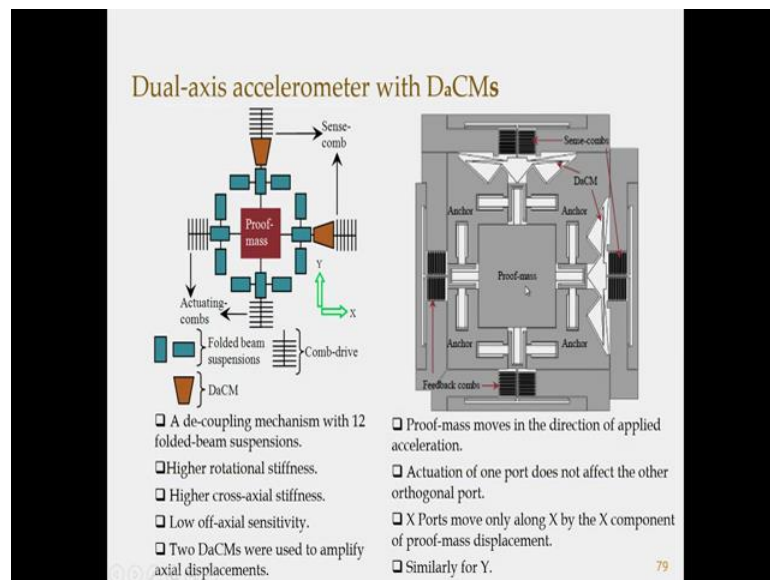 Dual-axis accelerometer with DaCMs
Sense-
comb
Proof-
mass
Y
X
Actuating-
combs
Folded beam
suspensions
Comb-drive
DaCM
Sense-combs
DaCM
Anchor
Anchor
Proof-mass
Anchor
Anchor
Feedback combs
❑ A de-coupling mechanism with 12
folded-beam suspensions.
❑Higher rotational stiffness.
❑ Higher cross-axial stiffness.
❑ Low off-axial sensitivity.
❑ Two DaCMs were used to amplify
axial displacements.
❑ Proof-mass moves in the direction of applied
acceleration.
❑ Actuation of one port does not affect the other
orthogonal port.
❑ X Ports move only along X by the X component
of proof-mass displacement.
❑ Similarly for Y.
79